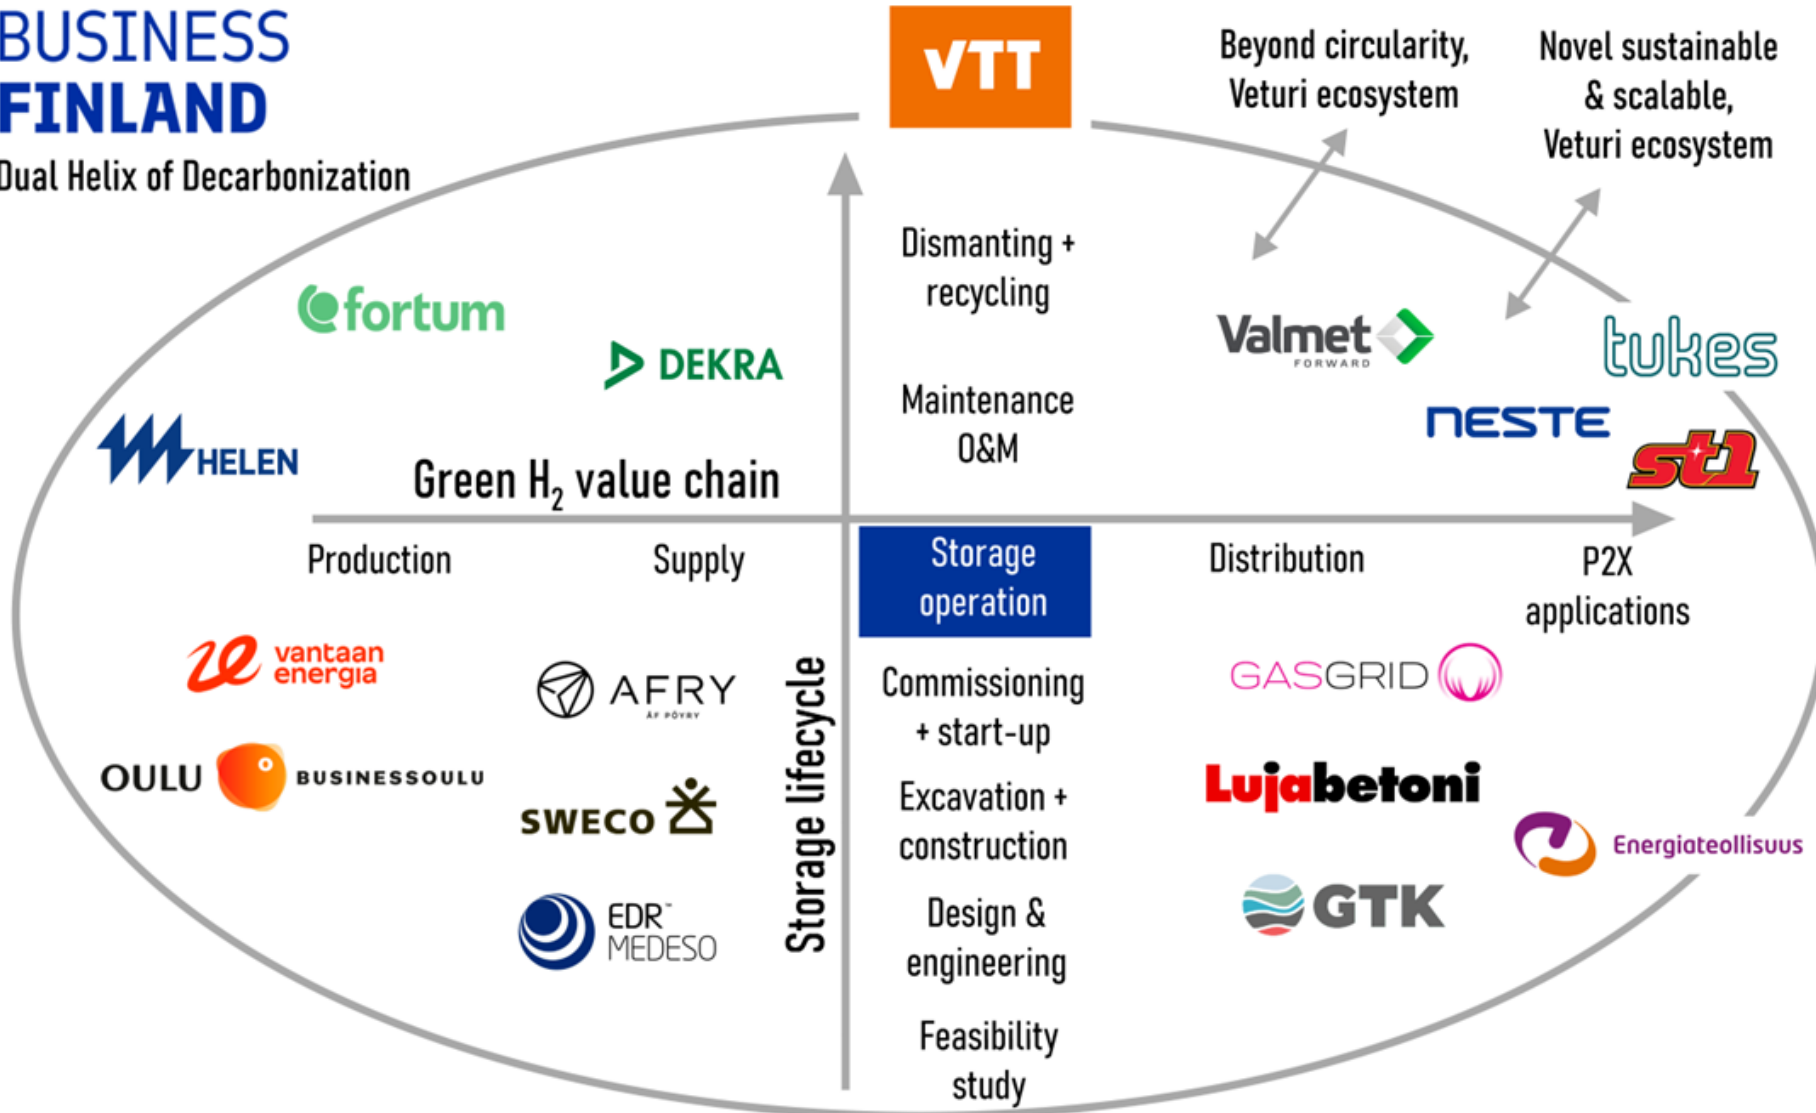 BUSINESS
FINLAND
Dual Helix of Decarbonization
VTT
Beyond circularity,
Veturi ecosystem
Novel sustainable
& scalable,
Veturi ecosystem
Dismanting +
recycling
fortum
DEKRA
Valmet
FORWARD
tukes
Maintenance
O&M
NESTE
st1
HELEN
Green H₂ value chain
Production
Supply
Storage
operation
Distribution
P2X
applications
vantaan
energia
AFRY
ÅF PÖYRY
GASGRID
Storage lifecycle
Commissioning
+ start-up
OULU BUSINESSOULU
SWECO
Excavation +
construction
Lujabetoni
Energiateollisuus
EDR™
MEDESO
Design &
engineering
GTK
Feasibility
study